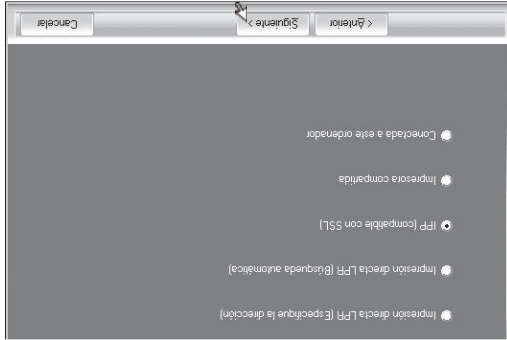 Impresión directa LPR (Especifique la dirección)
Impresión directa LPR (Búsqueda automática)
IPP (compatible con SSL)
Impresora compartida
Conectada a este ordenador
< Anterior
Siguiente >
Cancelar